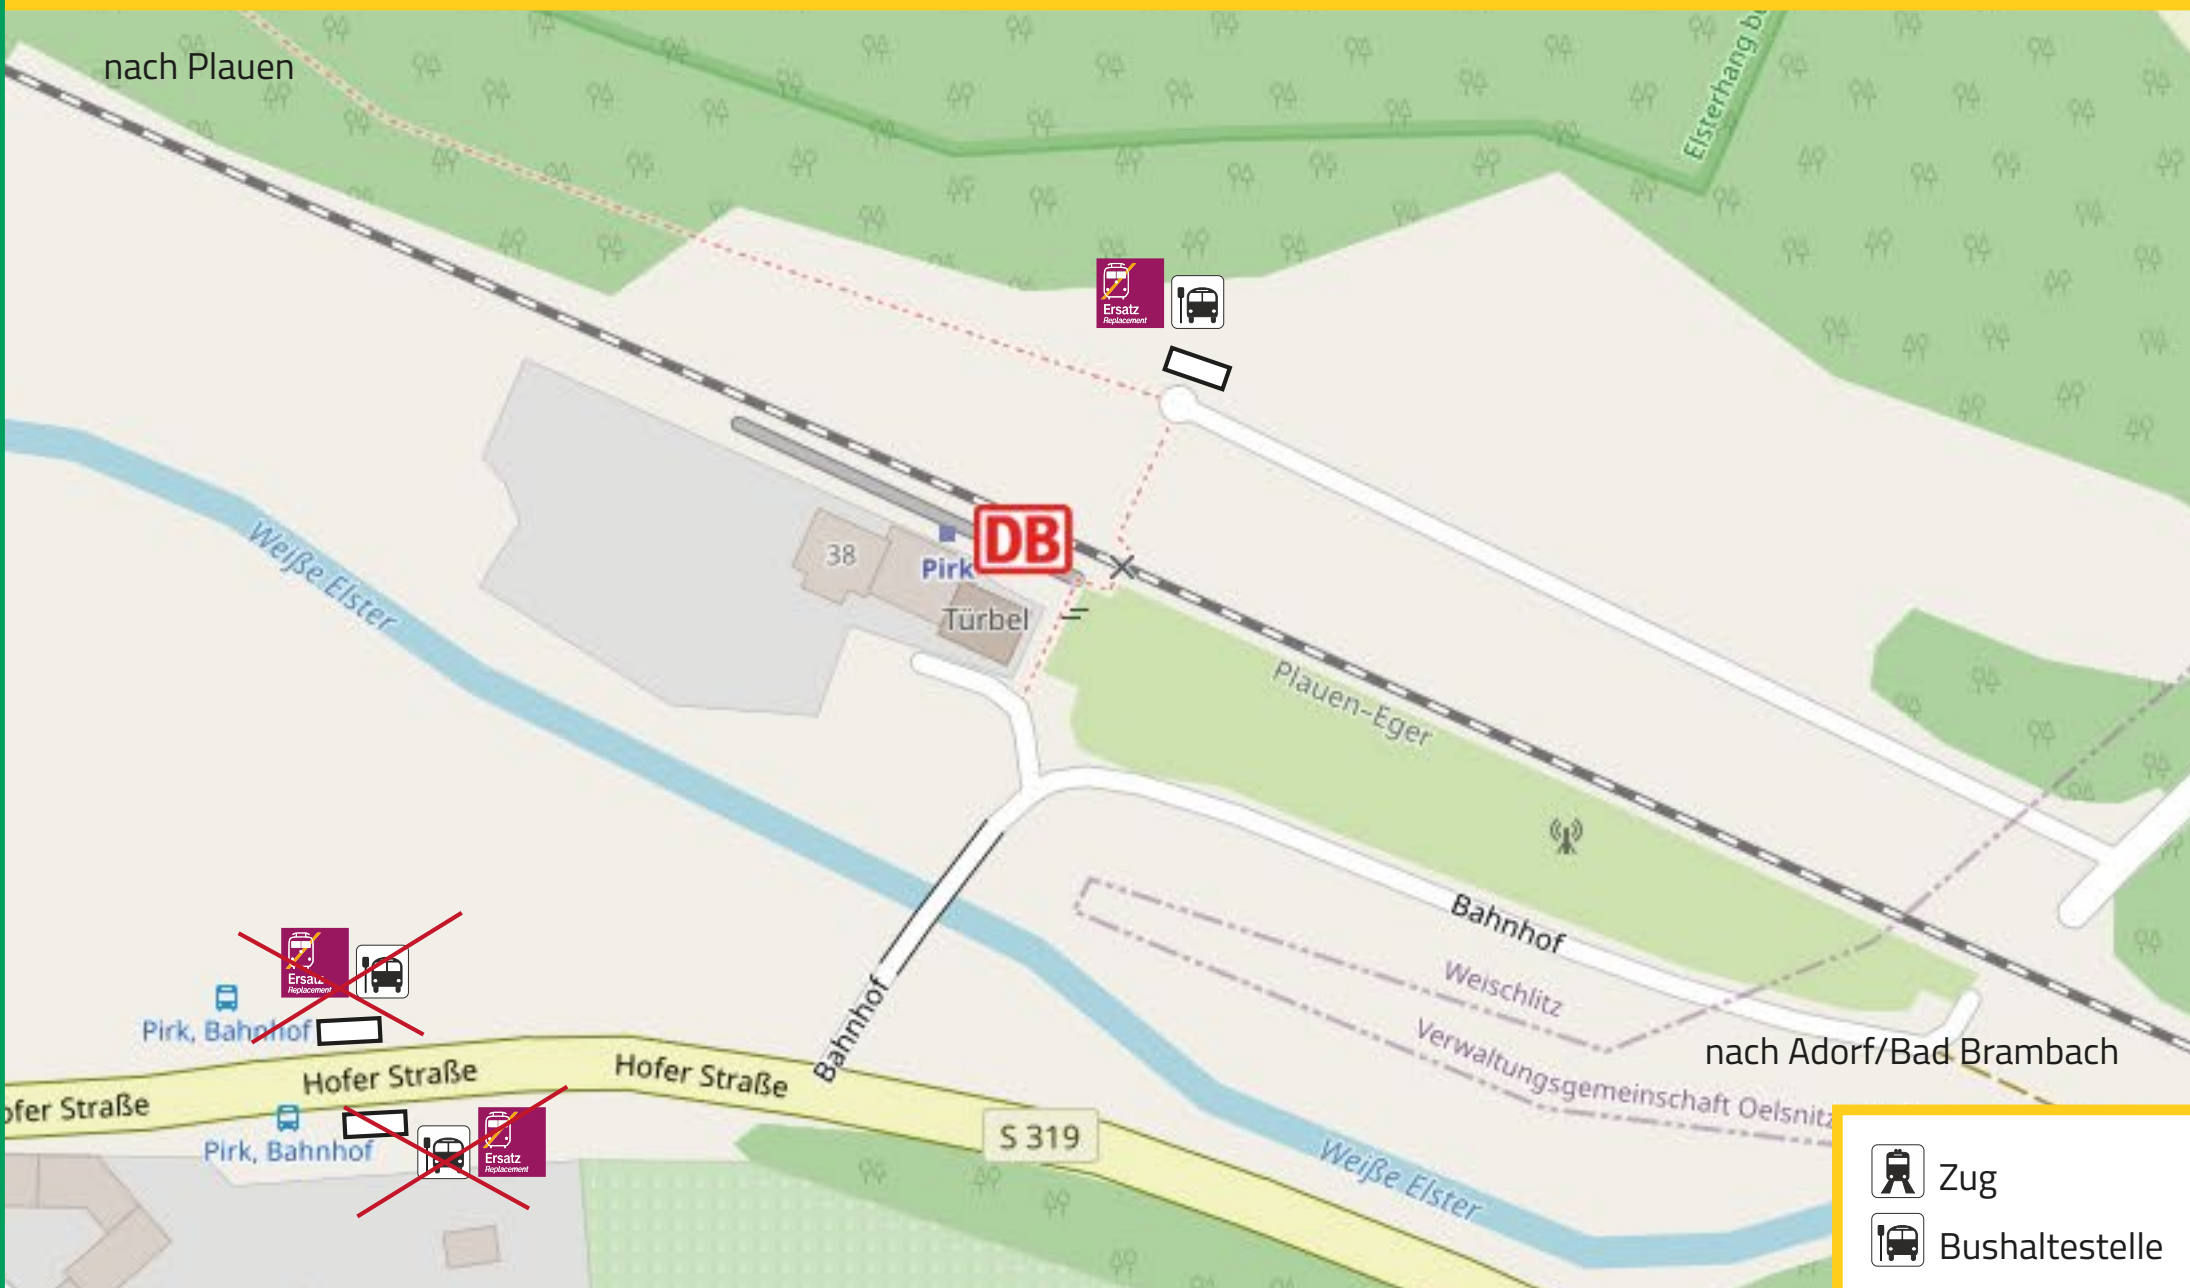 nach Plauen
Elsterhang
Ersatz
Replacement
Weiße Elster
DB
38
Pirk
Türbel
Plauen-Eger
Bahnhof
Weischlitz
Verwaltungsgemeinschaft Oelsnitz
nach Adorf/Bad Brambach
Ersatz
Replacement
Pirk, Bahnhof
Bahnhof
Hofer Straße
Hofer Straße
ofer Straße
Pirk, Bahnhof
Ersatz
Replacement
S 319
Weiße Elster
Zug
Bushaltestelle